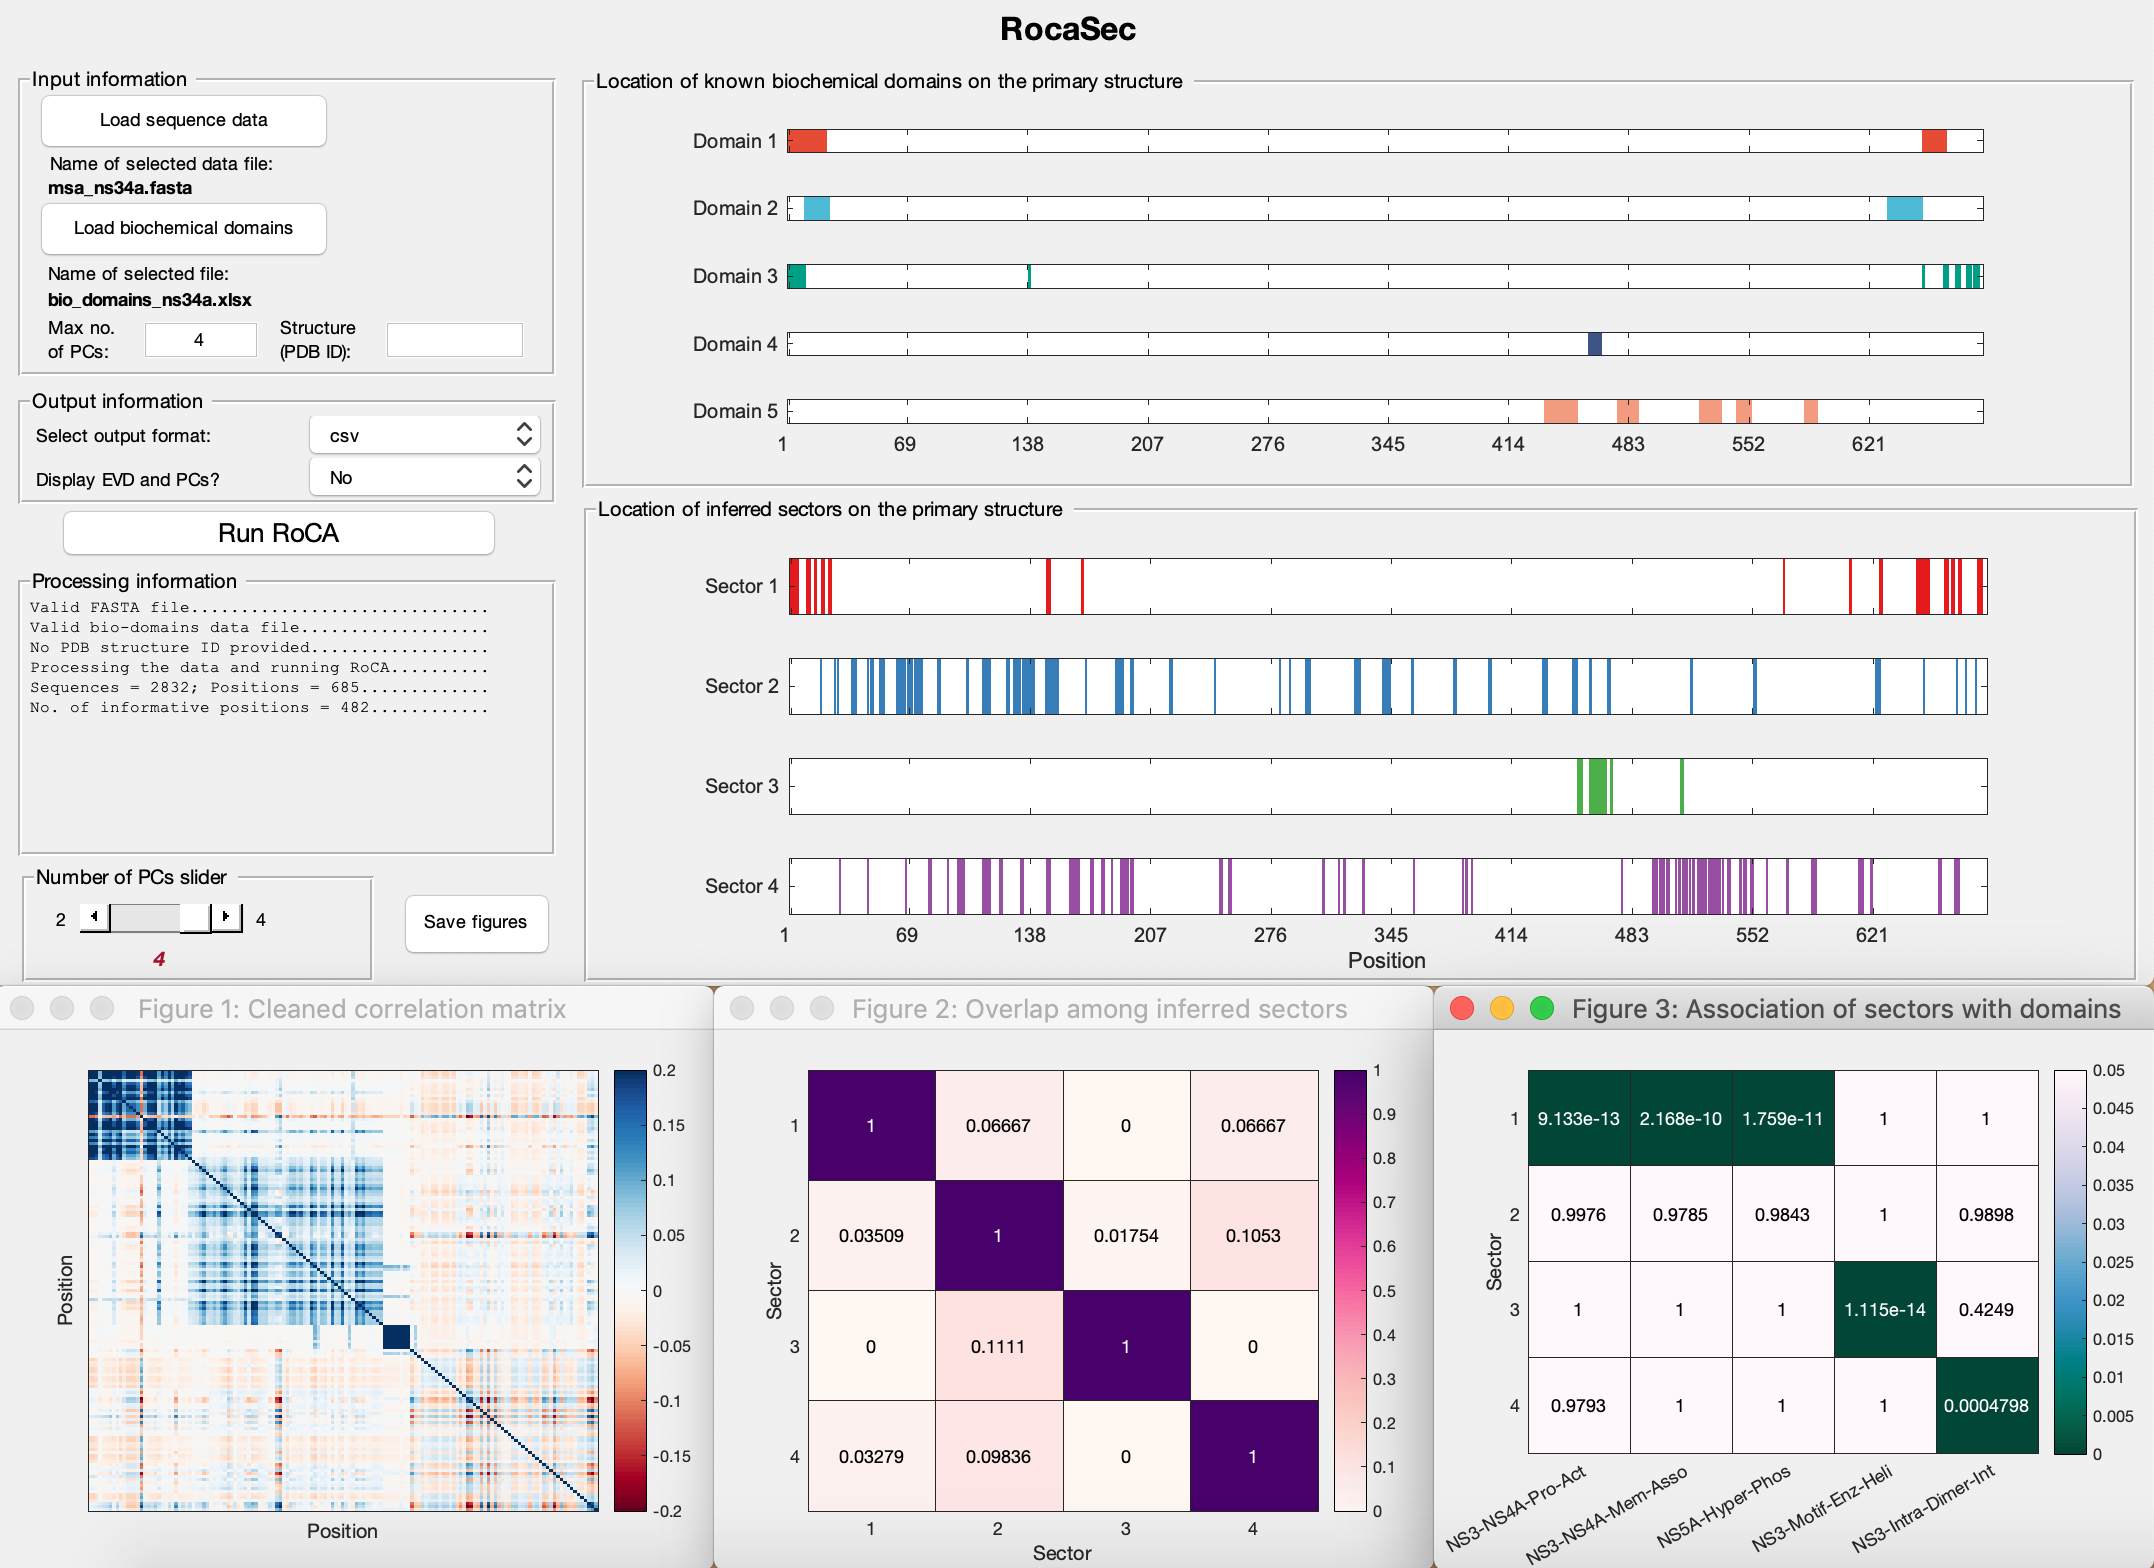 RocaSec
Input information
Load sequence data
Name of selected data file:
msa_ns34a.fasta
Load biochemical domains
Name of selected file:
bio_domains_ns34a.xlsx
Max no. of PCs:
4
Structure (PDB ID):
Output information
Select output format:
csv
Display EVD and PCs?
No
Run RoCA
Processing information
Valid FASTA file..............................
Valid bio-domains data file...................
No PDB structure ID provided..................
Processing the data and running RoCA..........
Sequences = 2832; Positions = 685.............
No. of informative positions = 482............
Number of PCs slider
2
4
4
Save figures
Location of known biochemical domains on the primary structure
Domain 1
Domain 2
Domain 3
Domain 4
Domain 5
1 69 138 207 276 345 414 483 552 621
Location of inferred sectors on the primary structure
Sector 1
Sector 2
Sector 3
Sector 4
1 69 138 207 276 345 414 483 552 621
Position
Figure 1: Cleaned correlation matrix
Position
Position
0.2
0.15
0.1
0.05
0
-0.05
-0.1
-0.15
-0.2
Figure 2: Overlap among inferred sectors
Sector
1 1 0.06667 0 0.06667
2 0.03509 1 0.01754 0.1053
3 0 0.1111 1 0
4 0.03279 0.09836 0 1
1 2 3 4
Sector
1
0.9
0.8
0.7
0.6
0.5
0.4
0.3
0.2
0.1
0
Figure 3: Association of sectors with domains
Sector
1 9.133e-13 2.168e-10 1.759e-11 1 1
2 0.9976 0.9785 0.9843 1 0.9898
3 1 1 1 1.115e-14 0.4249
4 0.9793 1 1 1 0.0004798
NS3-NS4A-Pro-Act
NS3-NS4A-Mem-Asso
NS5A-Hyper-Phos
NS3-Motif-Enz-Heli
NS3-Intra-Dimer-Int
0.05
0.045
0.04
0.035
0.03
0.025
0.02
0.015
0.01
0.005
0